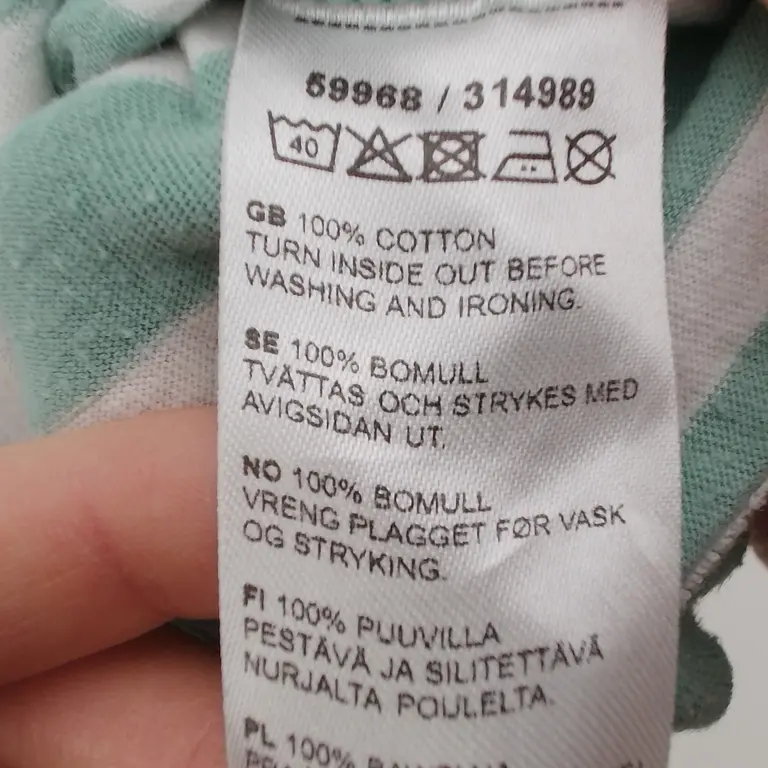 59968 / 314989
40
GB 100% COTTON
TURN INSIDE OUT BEFORE
WASHING AND IRONING.
SE 100% BOMULL
TVÄTTAS OCH STRYKES MED
AVIGSIDAN UT.
NO 100% BOMULL
VRENG PLAGGET FØR VASK
OG STRYKING.
FI 100% PUUVILLA
PESTÄVÄ JA SILITETTÄVÄ
NURJALTA POULELTA.
PL 100%